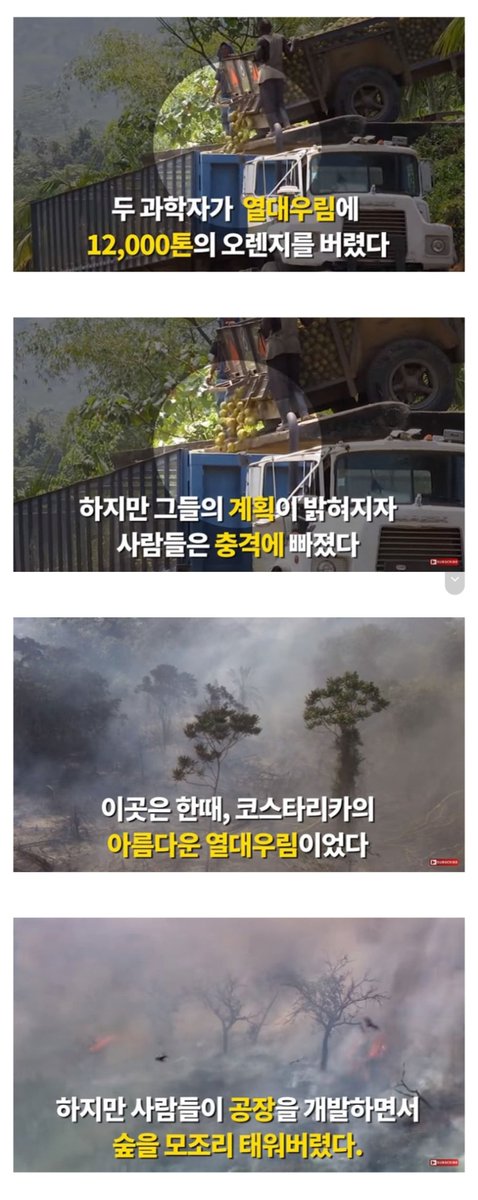 두 과학자가 열대우림에
12,000톤의 오렌지를 버렸다
하지만 그들의 계획이 밝혀지자
사람들은 충격에 빠졌다
SUBSCRIBE
이곳은 한때, 코스타리카의
아름다운 열대우림이었다
SUBSCRIBE
하지만 사람들이 공장을 개발하면서
숲을 모조리 태워버렸다.
SUBSCRIBE